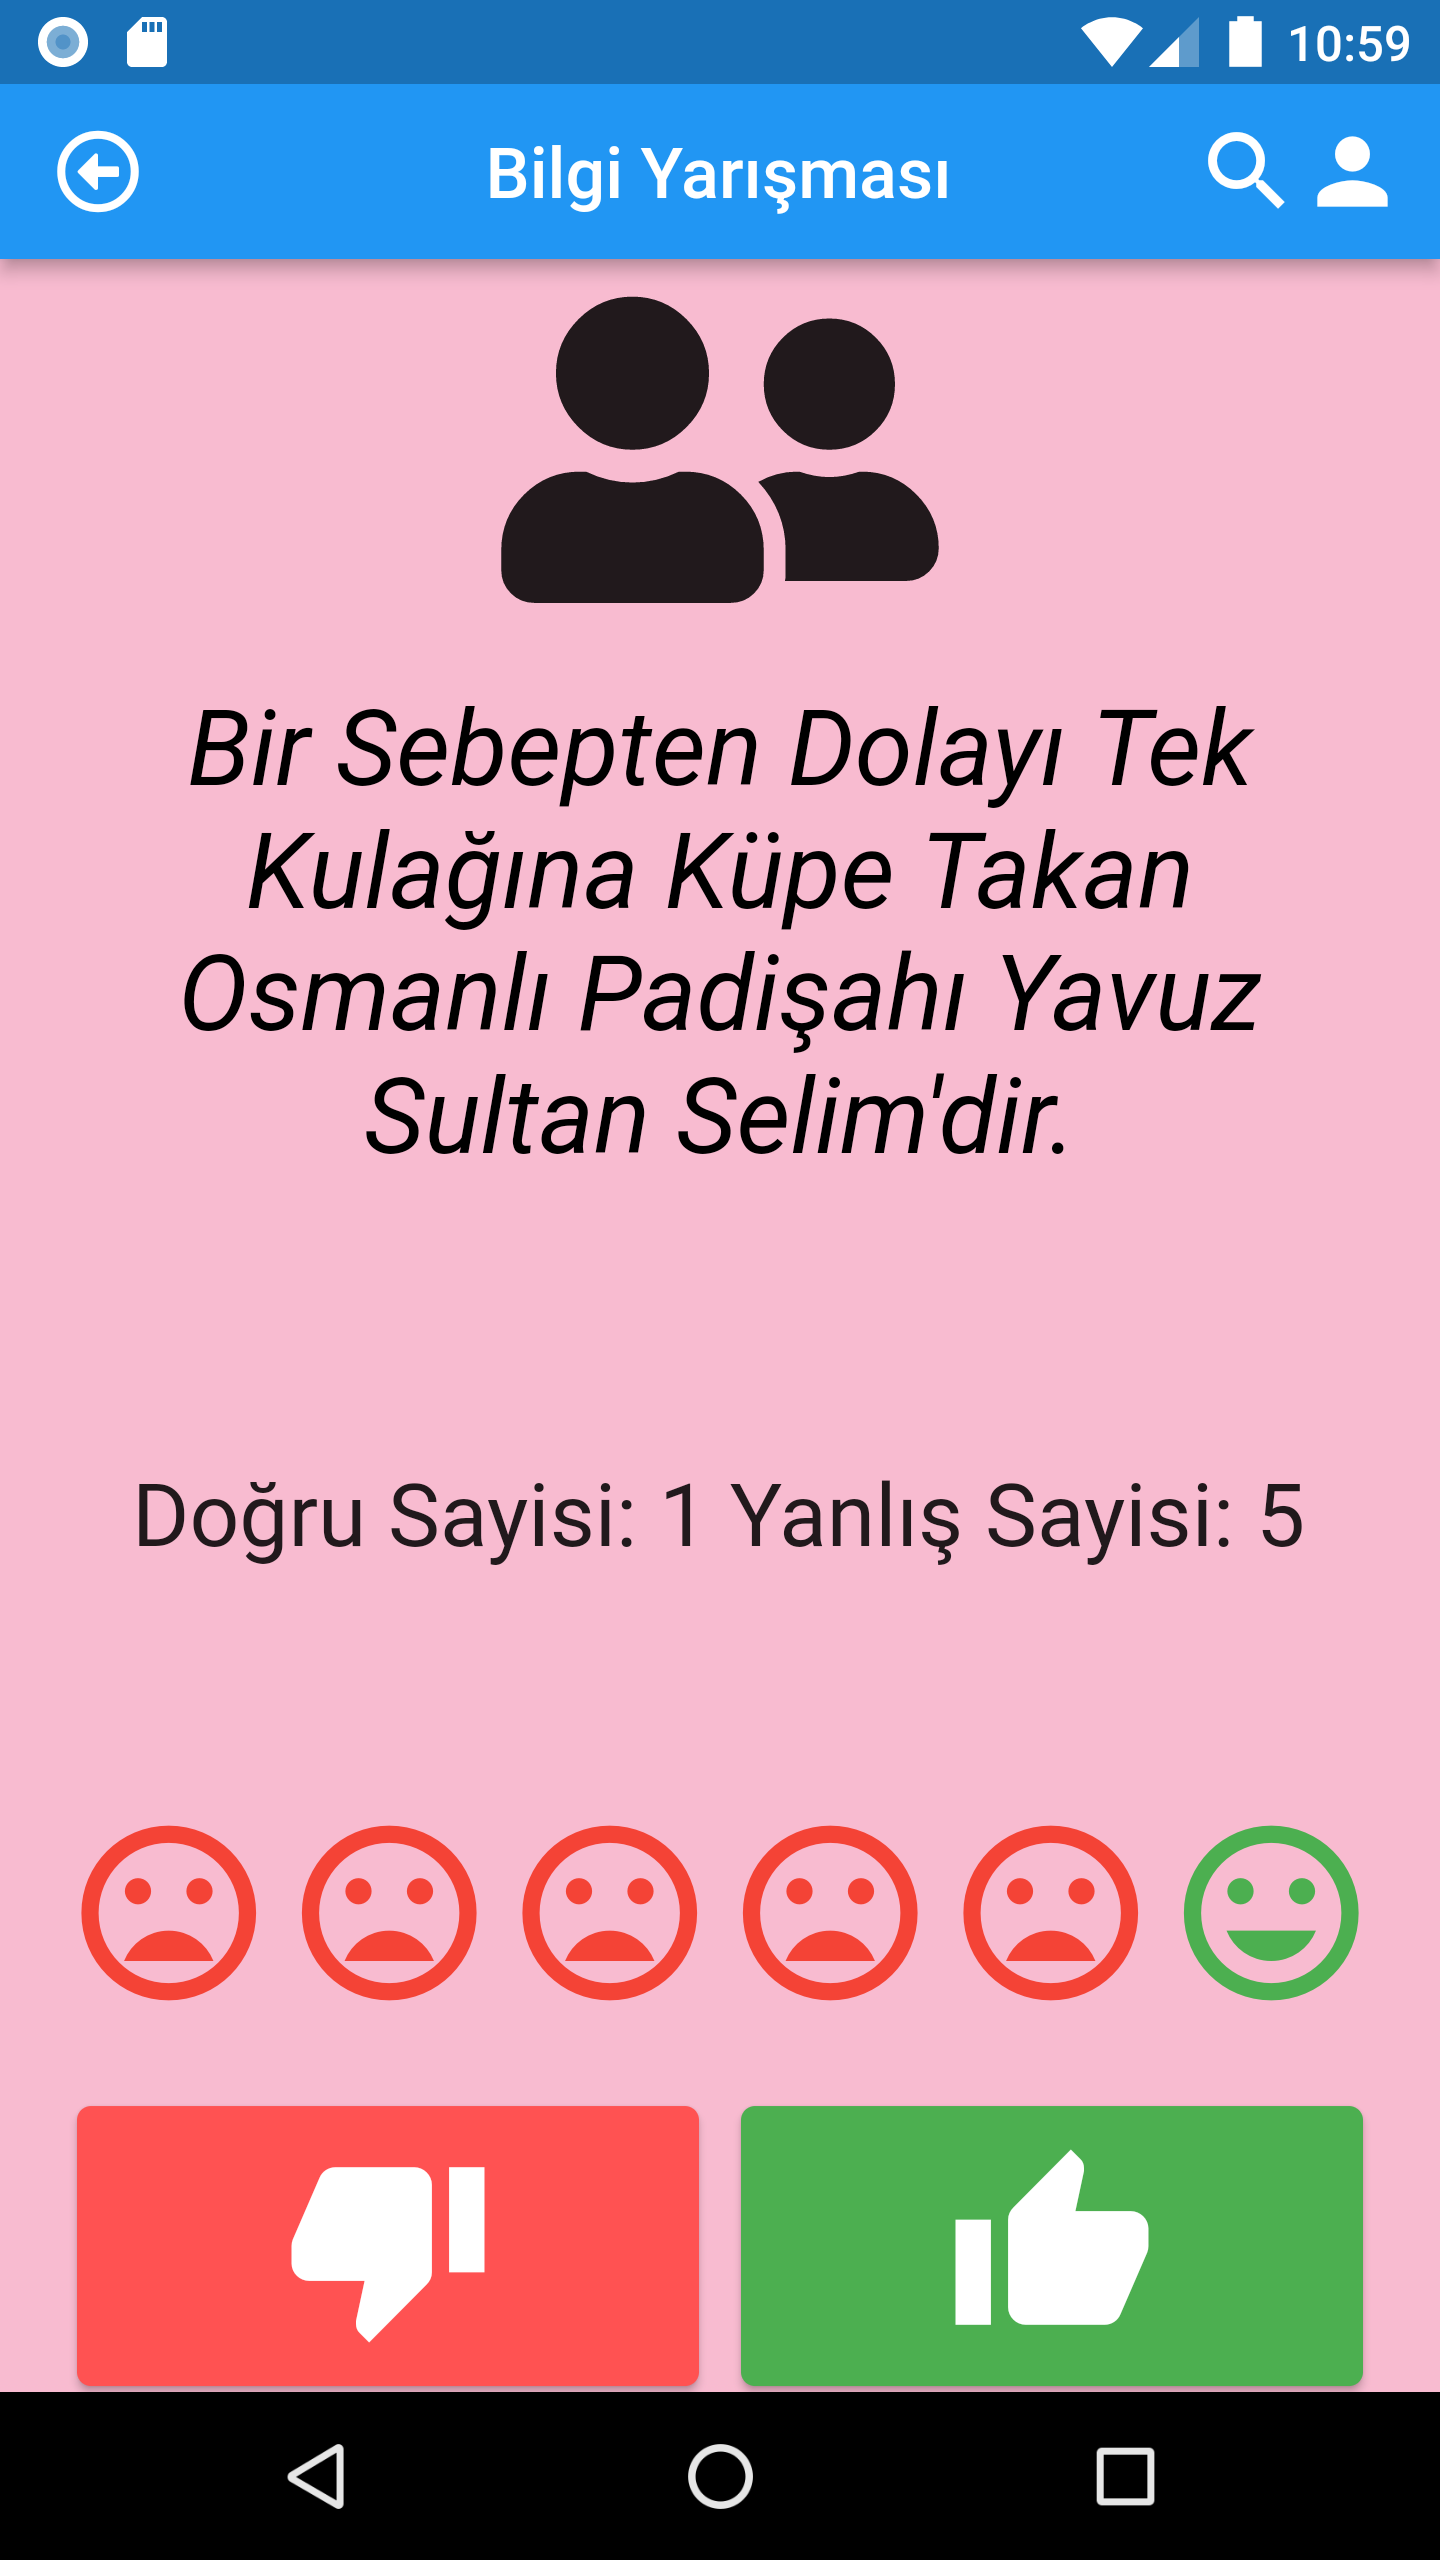 10:59
Bilgi Yarışması
Bir Sebepten Dolayı Tek
Kulağına Küpe Takan
Osmanlı Padişahı Yavuz
Sultan Selim'dir.
Doğru Sayisi: 1 Yanlış Sayisi: 5